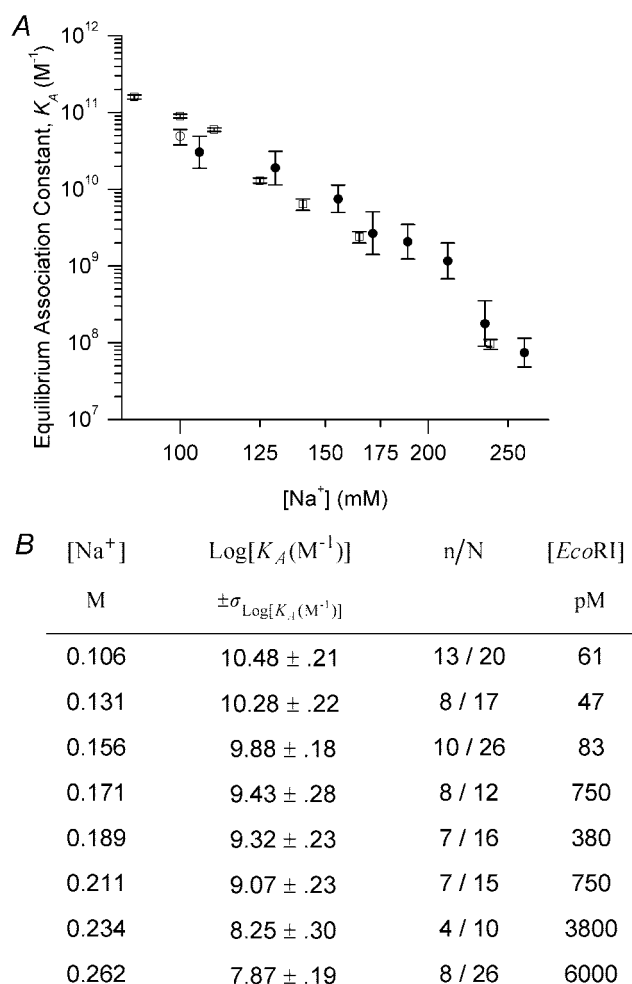 A
Equilibrium Association Constant, K_A (M⁻¹)
10¹²
10¹¹
10¹⁰
10⁹
10⁸
10⁷
100 125 150 175 200 250
[Na⁺] (mM)
B
[Na⁺] Log[K_A(M⁻¹)] n/N [EcoRI]
M ±σ_Log[K_A(M⁻¹)] pM
0.106 10.48 ± .21 13 / 20 61
0.131 10.28 ± .22 8 / 17 47
0.156 9.88 ± .18 10 / 26 83
0.171 9.43 ± .28 8 / 12 750
0.189 9.32 ± .23 7 / 16 380
0.211 9.07 ± .23 7 / 15 750
0.234 8.25 ± .30 4 / 10 3800
0.262 7.87 ± .19 8 / 26 6000